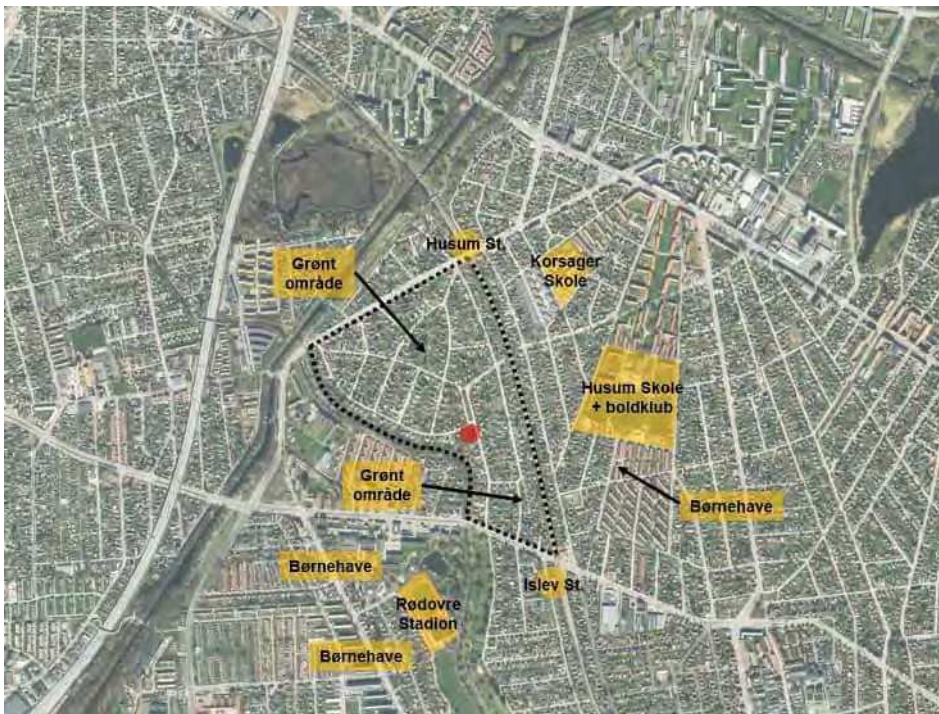 Husum St.
Grønt
område
Korsager
Skole
Husum Skole
+ boldklub
Grønt
område
Børnehave
Børnehave
Islev St.
Rødovre
Stadion
Børnehave